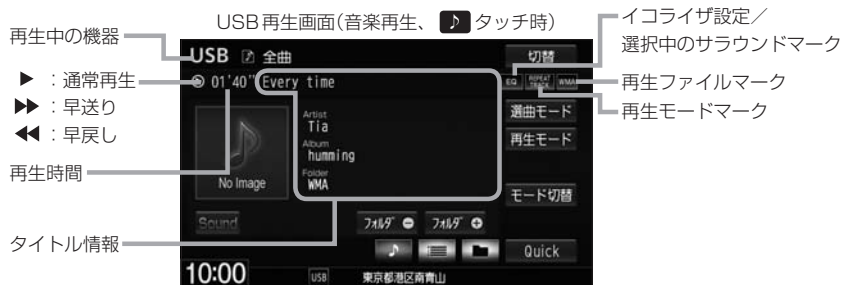 USB再生画面(音楽再生、♪タッチ時)
再生中の機器
▶ ：通常再生
▶▶ ：早送り
◀◀ ：早戻し
再生時間
タイトル情報
イコライザ設定／
選択中のサラウンドマーク
再生ファイルマーク
再生モードマーク
USB ♪ 全曲
切替
01'40" Every time
EQ REPEAT TRACK WMA
Artist
Tia
Album
humming
Folder
WMA
No Image
選曲モード
再生モード
モード切替
Sound
ﾌｫﾙﾀﾞ － ﾌｫﾙﾀﾞ ＋
♪
Quick
10:00
USB
東京都港区南青山